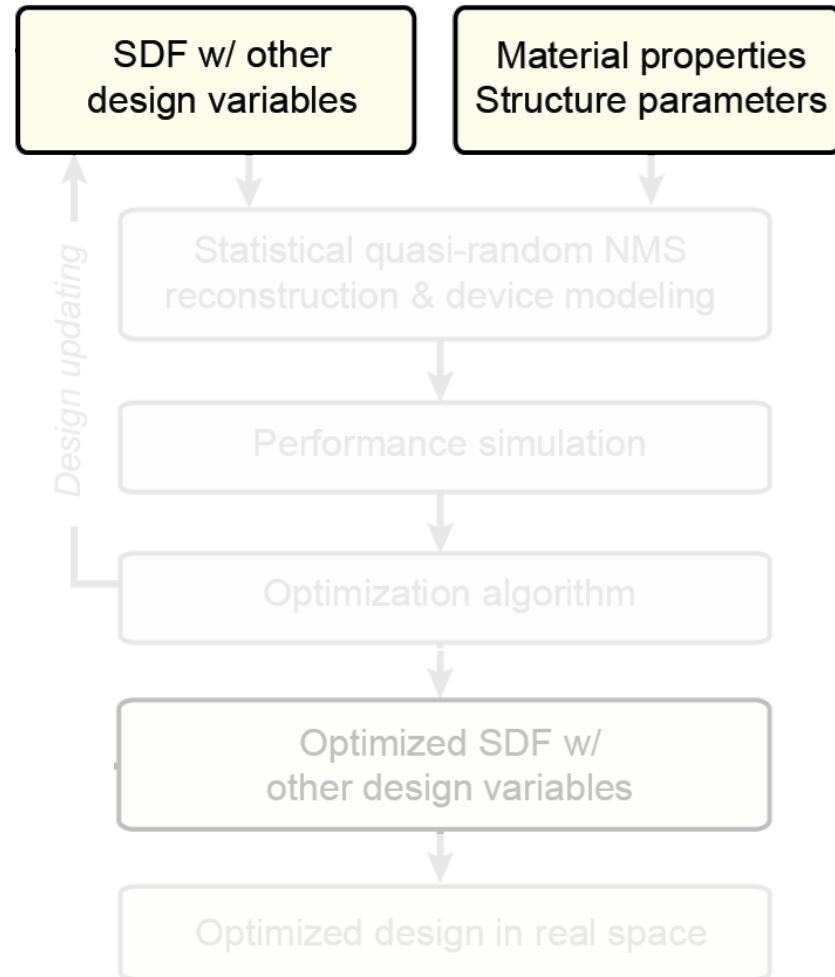 SDF w/ other
design variables
Material properties
Structure parameters
Design updating
Statistical quasi-random NMS
reconstruction & device modeling
Performance simulation
Optimization algorithm
Optimized SDF w/
other design variables
Optimized design in real space